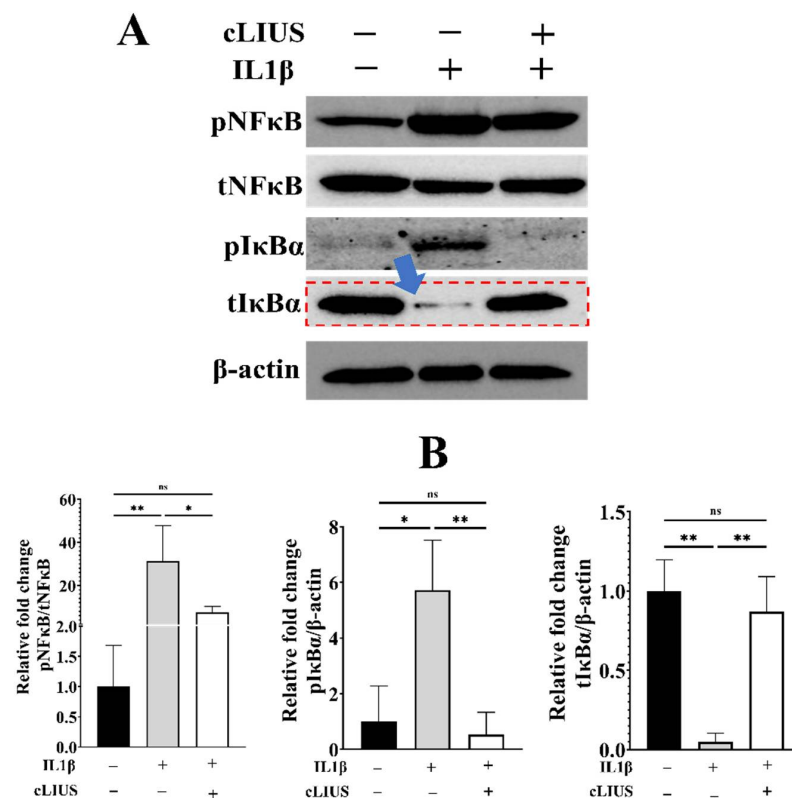 A
cLIUS – – +
IL1β – + +
pNFκB
tNFκB
pIκBα
tIκBα
β-actin
B
ns
** *
Relative fold change
pNFκB/tNFκB
60
40
20
2.0
1.5
1.0
0.5
0.0
IL1β – + +
cLIUS – – +
ns
* **
Relative fold change
pIκBα/β-actin
8
6
4
2
0
IL1β – + +
cLIUS – – +
ns
** **
Relative fold change
tIκBα/β-actin
1.5
1.0
0.5
0.0
IL1β – + +
cLIUS – – +